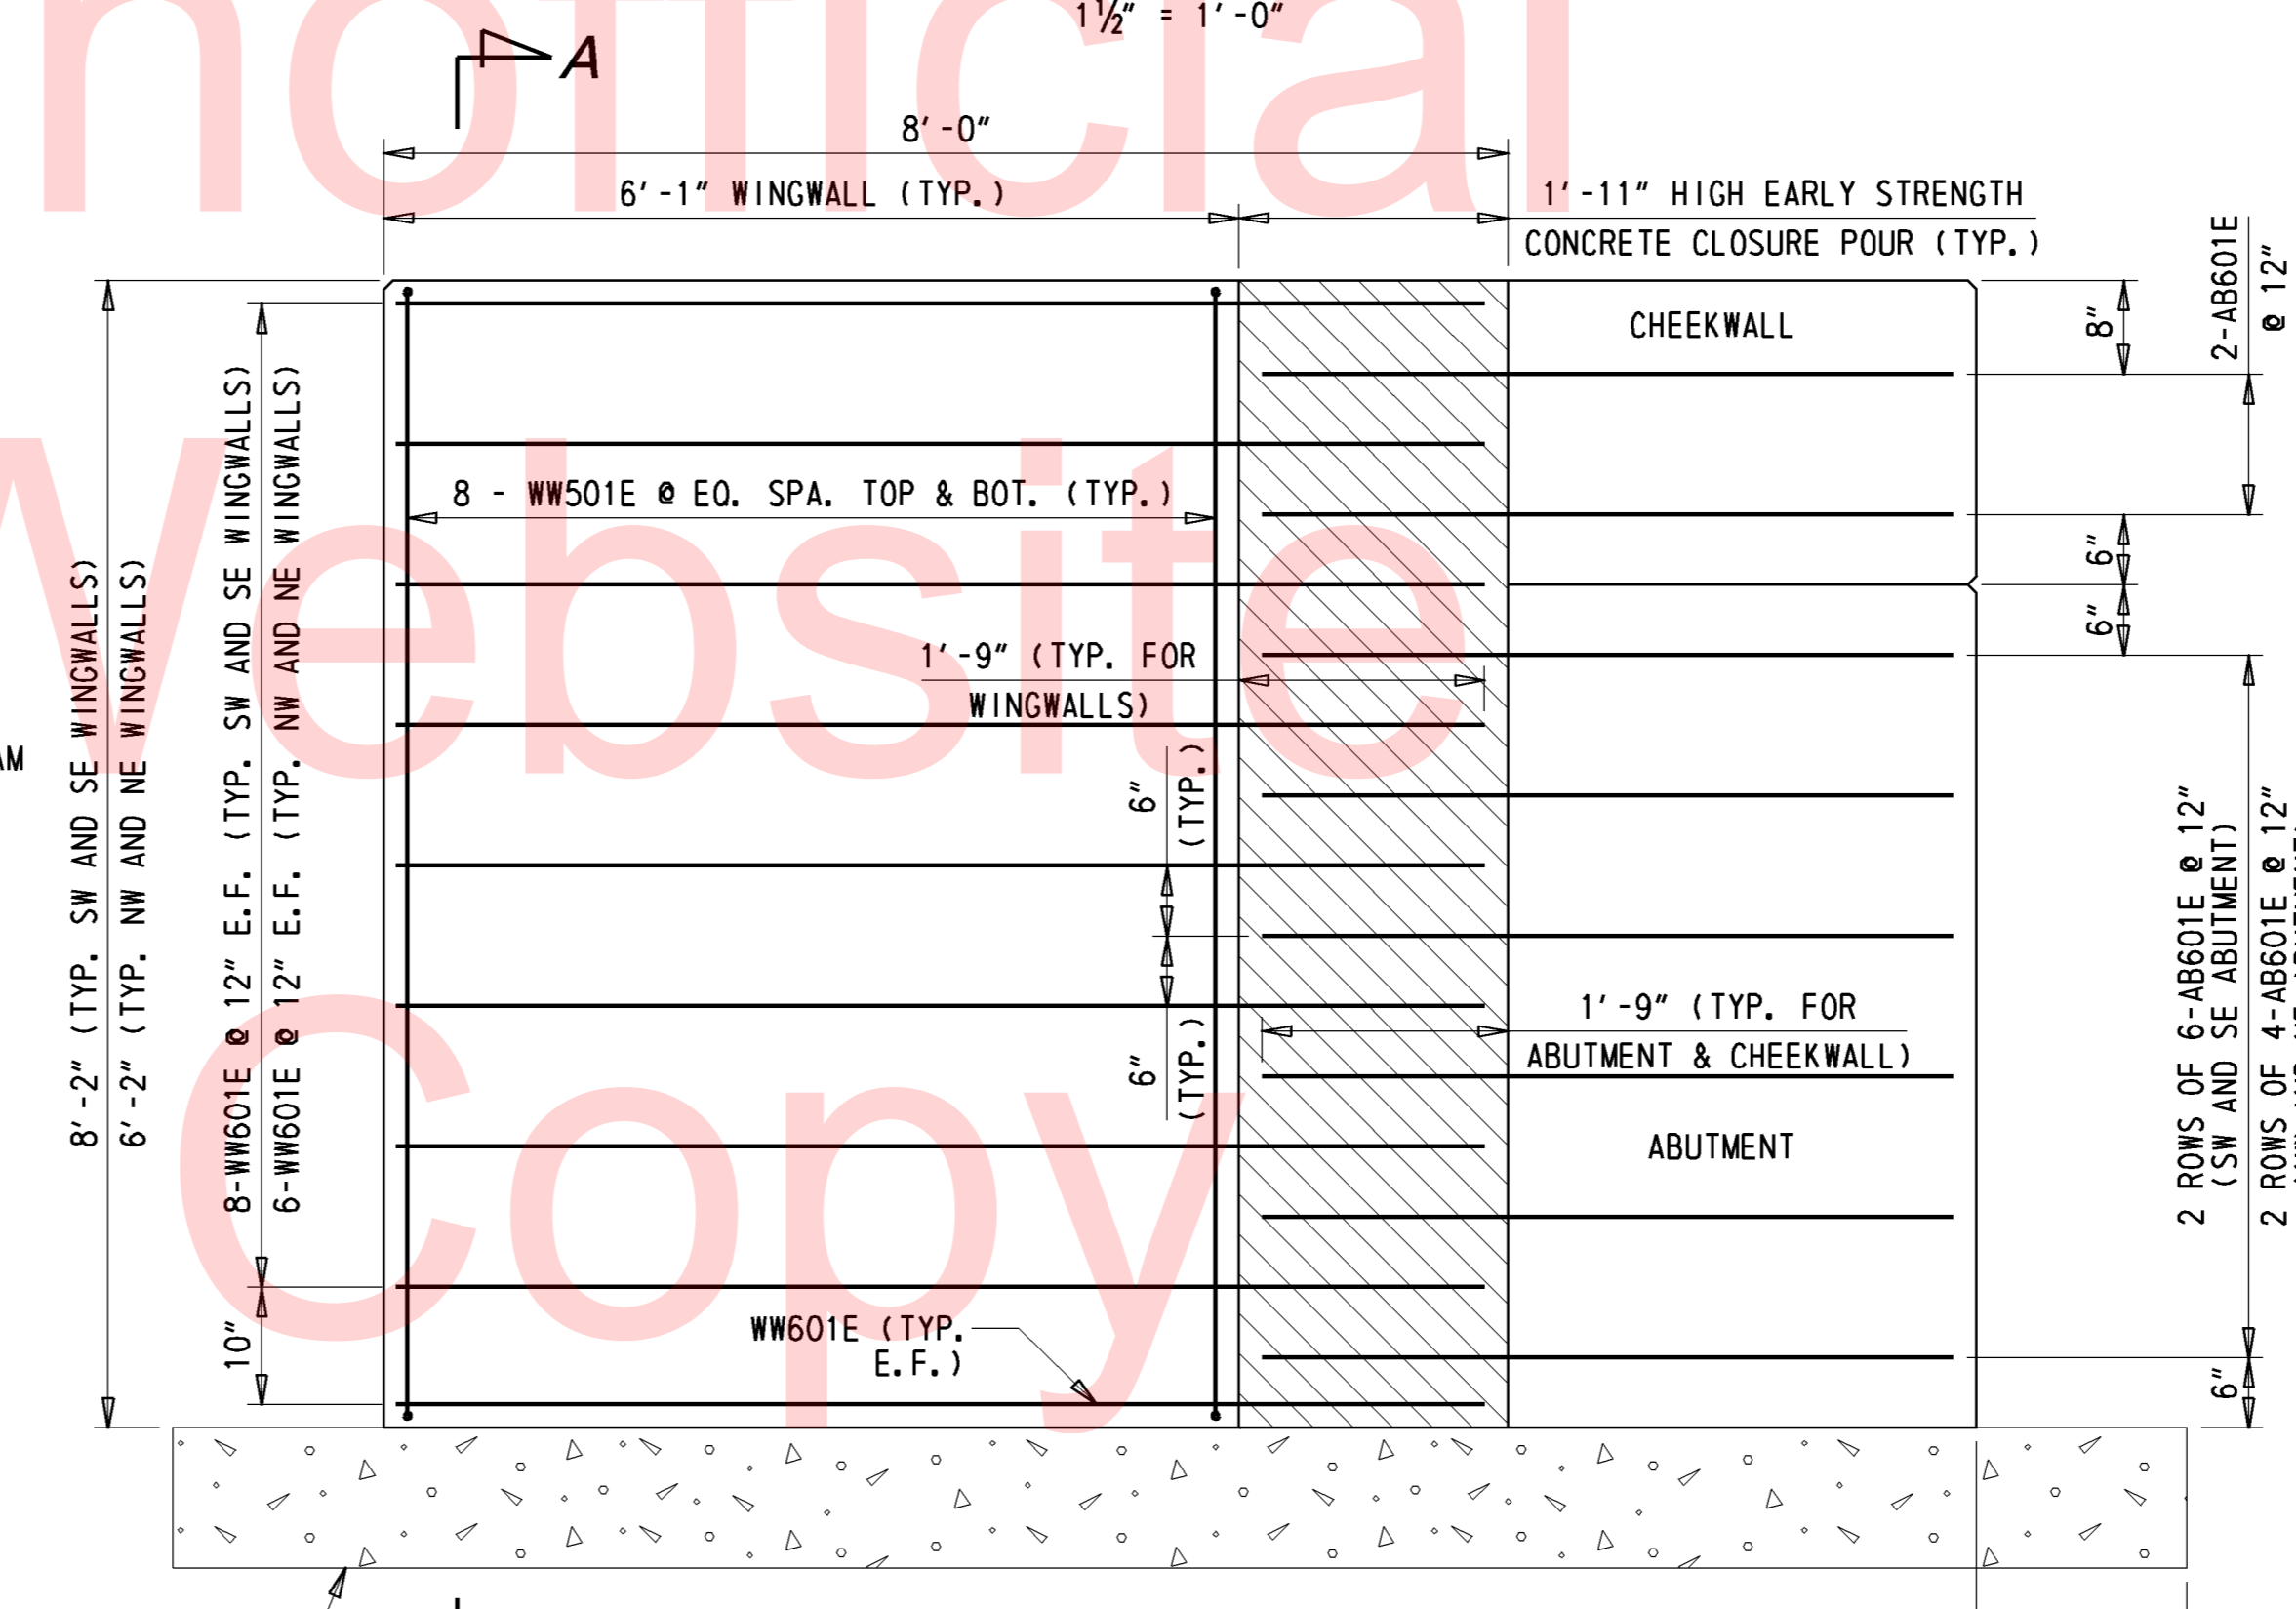 1½" = 1'-0"
A
8'-0"
6'-1" WINGWALL (TYP.)
1'-11" HIGH EARLY STRENGTH
CONCRETE CLOSURE POUR (TYP.)
2-AB601E
@ 12"
8"
CHEEKWALL
8 - WW501E @ EQ. SPA. TOP & BOT. (TYP.)
6"
6"
8'-2" (TYP. SW AND SE WINGWALLS)
6'-2" (TYP. NW AND NE WINGWALLS)
8-WW601E @ 12" E.F. (TYP. SW AND SE WINGWALLS)
6-WW601E @ 12" E.F. (TYP. NW AND NE WINGWALLS)
1'-9" (TYP. FOR
WINGWALLS)
6"
(TYP.)
6"
(TYP.)
1'-9" (TYP. FOR
ABUTMENT & CHEEKWALL)
ABUTMENT
2 ROWS OF 6-AB601E @ 12"
(SW AND SE ABUTMENT)
2 ROWS OF 4-AB601E @ 12"
10"
WW601E (TYP.
E.F.)
6"
nofficial
Website
Copy